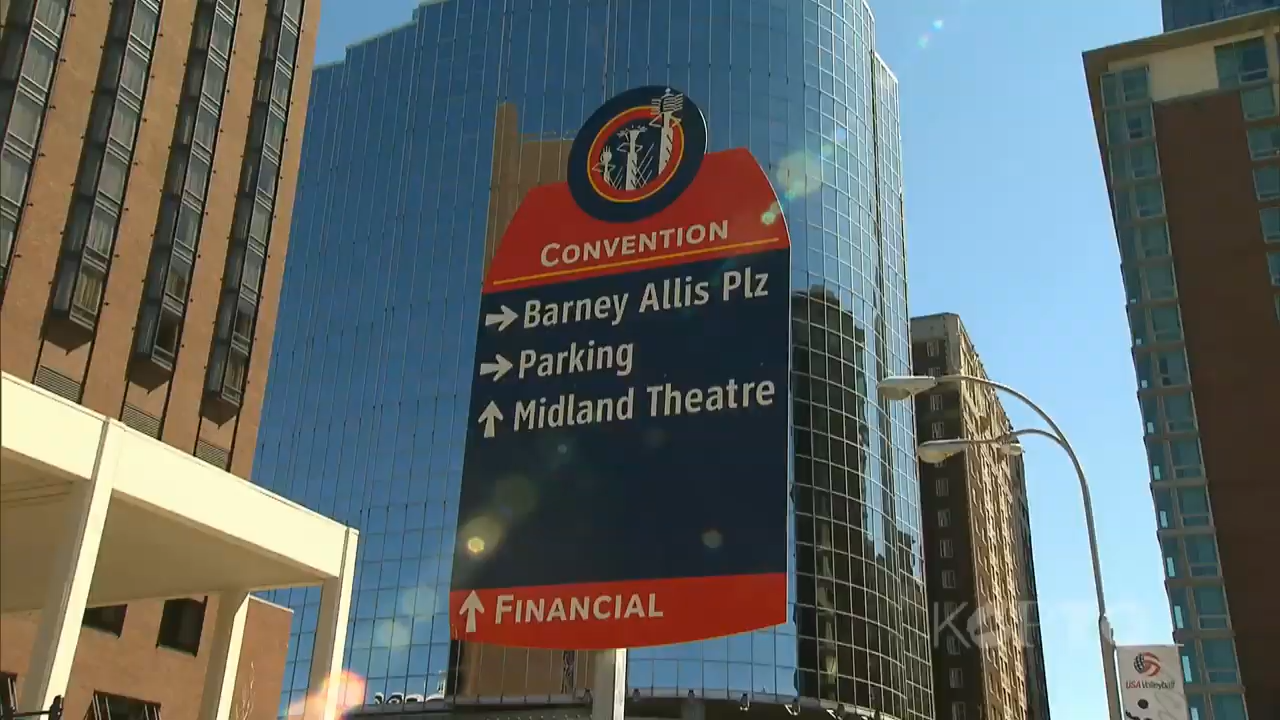 CONVENTION
→ Barney Allis Plz
→ Parking
↑ Midland Theatre
↑ FINANCIAL
USA Volleyball